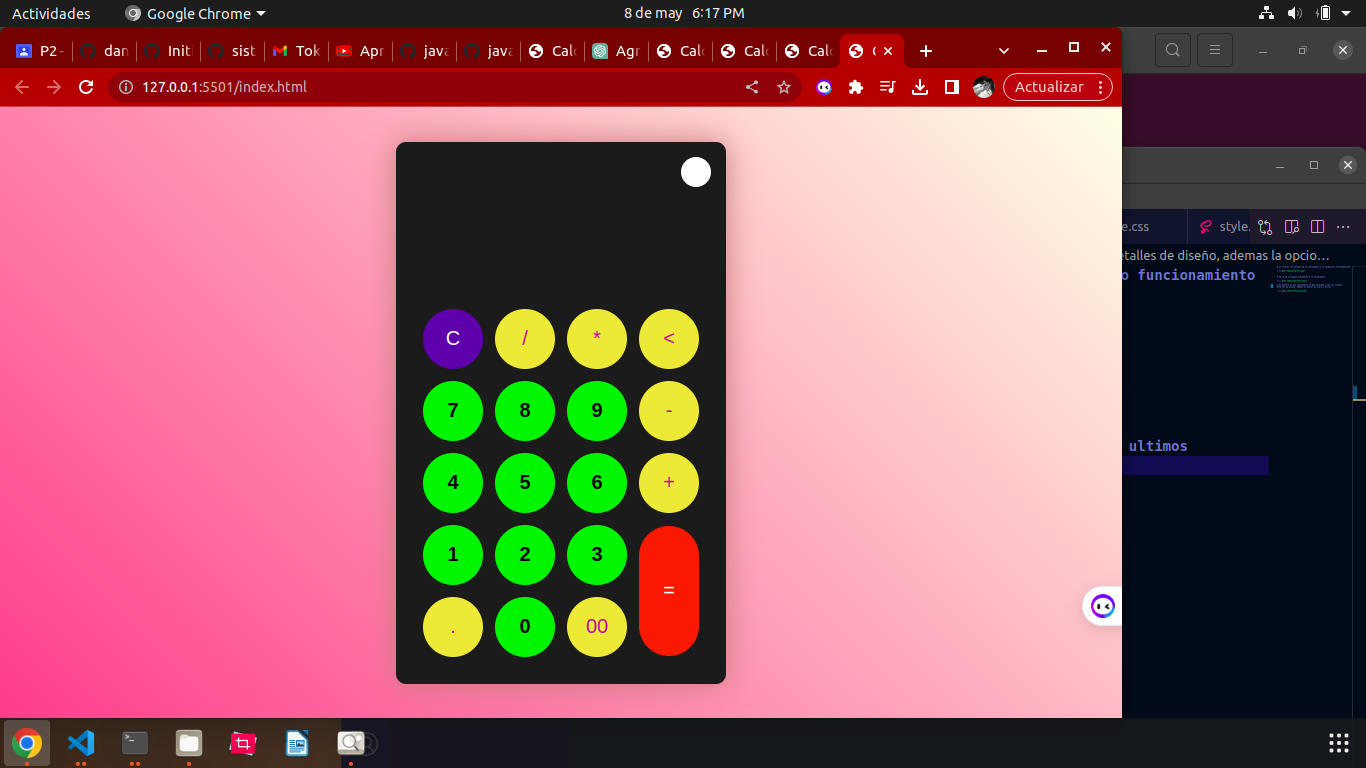 Actividades Google Chrome 8 de may 6:17 PM
P2 - dan Initi sist Tok Apr java java Calc Agr Calc Calc Calc C
127.0.0.1:5501/index.html Actualizar
C / * <
7 8 9 -
4 5 6 +
1 2 3 =
. 0 00
e.css style.
etalles de diseño, ademas la opcio…
o funcionamiento
ultimos